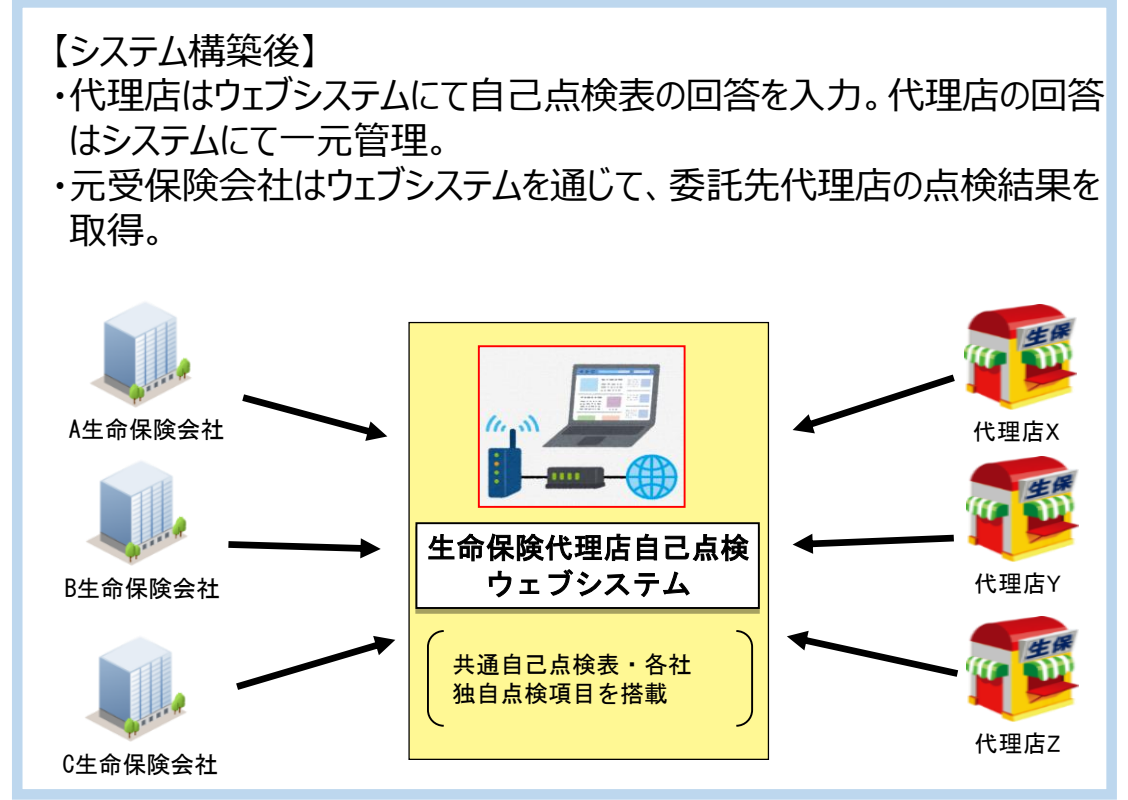 【システム構築後】
・代理店はウェブシステムにて自己点検表の回答を入力。代理店の回答
はシステムにて一元管理。
・元受保険会社はウェブシステムを通じて、委託先代理店の点検結果を
取得。
A生命保険会社
B生命保険会社
C生命保険会社
生命保険代理店自己点検
ウェブシステム
共通自己点検表・各社
独自点検項目を搭載
生保
代理店X
生保
代理店Y
生保
代理店Z